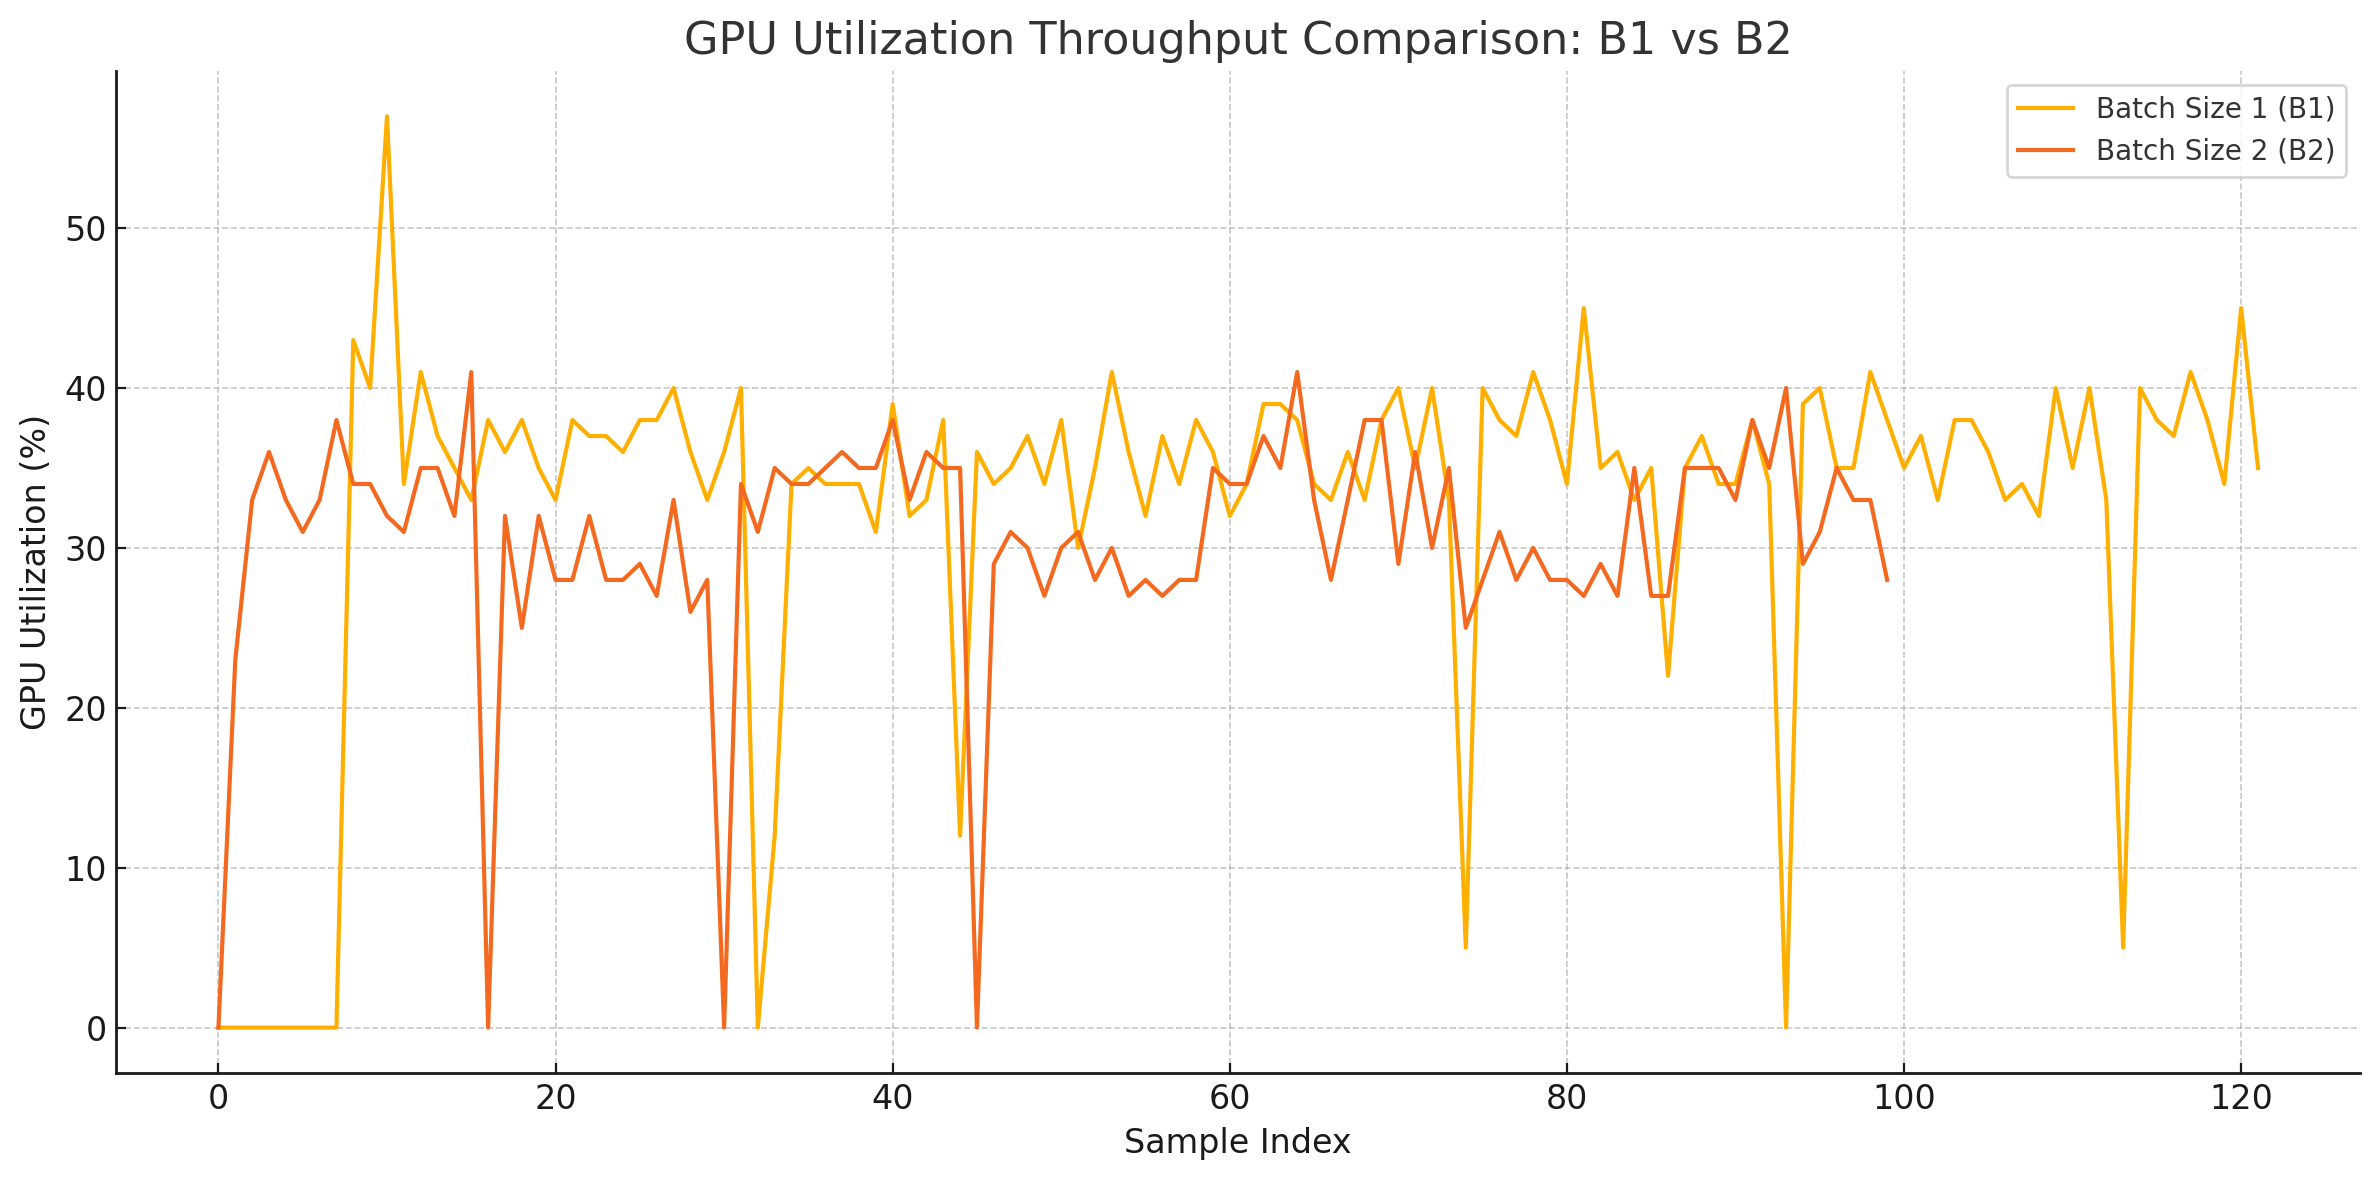 GPU Utilization Throughput Comparison: B1 vs B2
Batch Size 1 (B1)
Batch Size 2 (B2)
GPU Utilization (%)
50
40
30
20
10
0
0 20 40 60 80 100 120
Sample Index